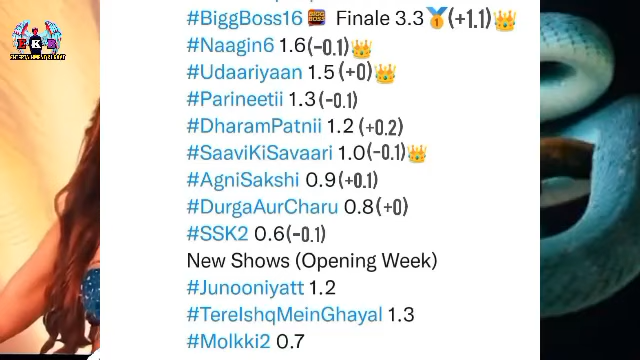 #BiggBoss16 BIGG BOSS Finale 3.3🥇(+1.1)👑
#Naagin6 1.6(-0.1)👑
#Udaariyaan 1.5 (+0)👑
#Parineetii 1.3(-0.1)
#DharamPatnii 1.2 (+0.2)
#SaaviKiSavaari 1.0(-0.1)👑
#AgniSakshi 0.9(+0.1)
#DurgaAurCharu 0.8(+0)
#SSK2 0.6(-0.1)
New Shows (Opening Week)
#Junooniyatt 1.2
#TereIshqMeinGhayal 1.3
#Molkki2 0.7
EKB